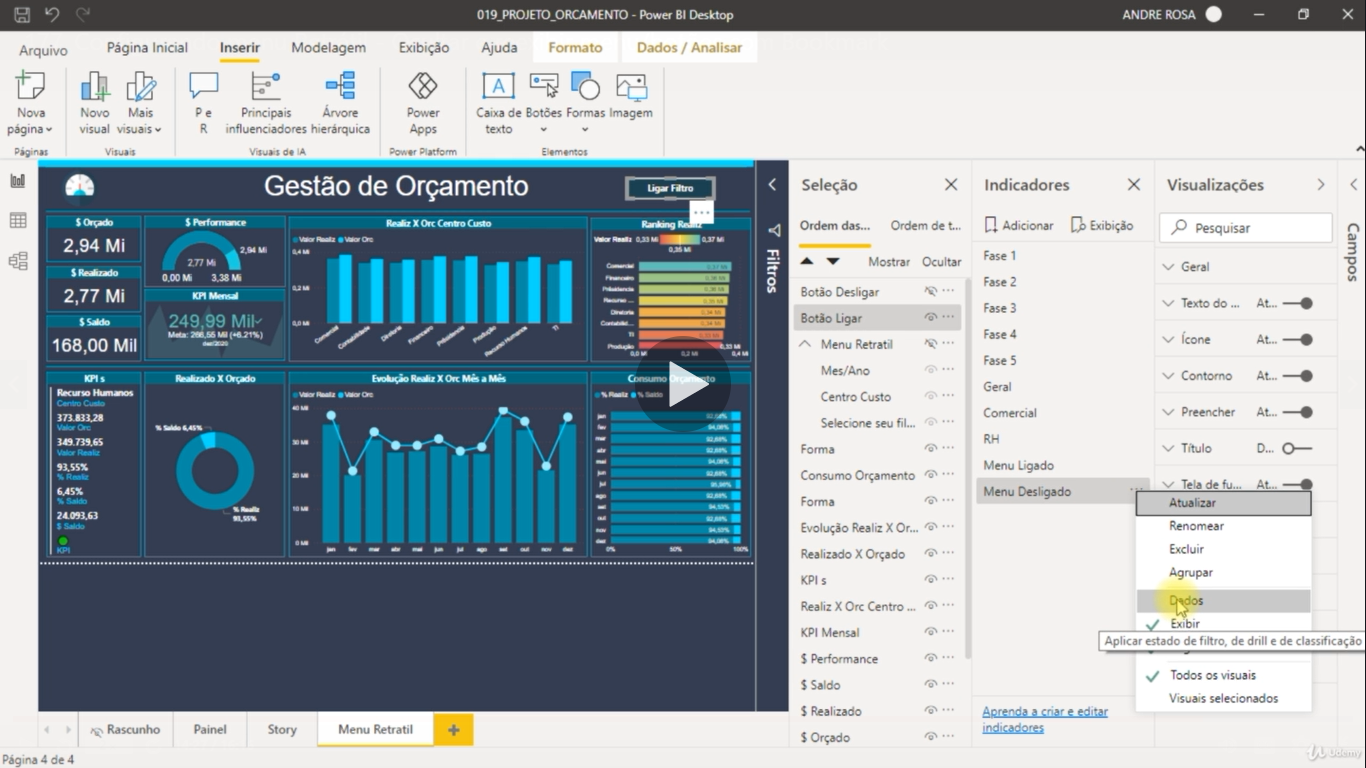 019_PROJETO_ORCAMENTO - Power BI Desktop
ANDRE ROSA
Arquivo
Página Inicial
Inserir
Modelagem
Exibição
Ajuda
Formato
Dados / Analisar
Nova página
Novo visual
Mais visuais
P e R
Principais influenciadores
Árvore hierárquica
Power Apps
Caixa de texto
Botões
Formas
Imagem
Páginas
Visuais
Visuais de IA
Power Platform
Elementos
Gestão de Orçamento
Ligar Filtro
$ Orçado
2,94 Mi
$ Realizado
2,77 Mi
$ Saldo
168,00 Mil
$ Performance
2,94 Mi
2,77 Mi
0,00 Mi
3,38 Mi
KPI Mensal
249,99 Mil
Meta: 266,55 Mil (+6.21%)
dez/2020
Realiz X Orc Centro Custo
Valor Realiz
Valor Orc
0,4 Mi
0,2 Mi
0,0 Mi
Comercial
Contabilidade
Diretoria
Financeiro
Presidencia
Produção
Recurso Humanos
TI
Ranking Realiz
Valor Realiz
0,33 Mi
0,37 Mi
0,35 Mi
Comercial
Financeiro
Presidencia
Recurso ...
Diretoria
Contabilid...
TI
Produção
0,0 Mi
0,2 Mi
0,4 Mi
KPI s
Recurso Humanos
Centro Custo
373.833,28
Valor Orc
349.739,65
Valor Realiz
93,55%
% Realiz
6,45%
% Saldo
24.093,63
$ Saldo
KPI
Realizado X Orçado
% Saldo 6,45%
% Realiz
93,55%
Evolução Realiz X Orc Mês a Mês
Valor Realiz
Valor Orc
40 Mil
30 Mil
20 Mil
10 Mil
0 Mil
jan fev mar abr mai jun jul ago set out nov dez
Consumo Orçamento
% Realiz
% Saldo
jan
fev
mar
abr
mai
jun
jul
ago
set
out
nov
dez
0%
50%
100%
Filtros
Seleção
Ordem das...
Ordem de t...
Mostrar
Ocultar
Botão Desligar
Botão Ligar
Menu Retratil
Mes/Ano
Centro Custo
Selecione seu fil...
Forma
Consumo Orçamento
Forma
Evolução Realiz X Or...
Realizado X Orçado
KPI s
Realiz X Orc Centro ...
KPI Mensal
$ Performance
$ Saldo
$ Realizado
$ Orçado
Indicadores
Adicionar
Exibição
Fase 1
Fase 2
Fase 3
Fase 4
Fase 5
Geral
Comercial
RH
Menu Ligado
Menu Desligado
Aprenda a criar e editar
indicadores
Visualizações
Pesquisar
Geral
Texto do ... At...
Ícone At...
Contorno At...
Preencher At...
Título D...
Tela de fu... At...
Campos
Atualizar
Renomear
Excluir
Agrupar
Dados
Exibir
Aplicar estado de filtro, de drill e de classificação
Todos os visuais
Visuais selecionados
Rascunho
Painel
Story
Menu Retratil
Página 4 de 4
Udemy